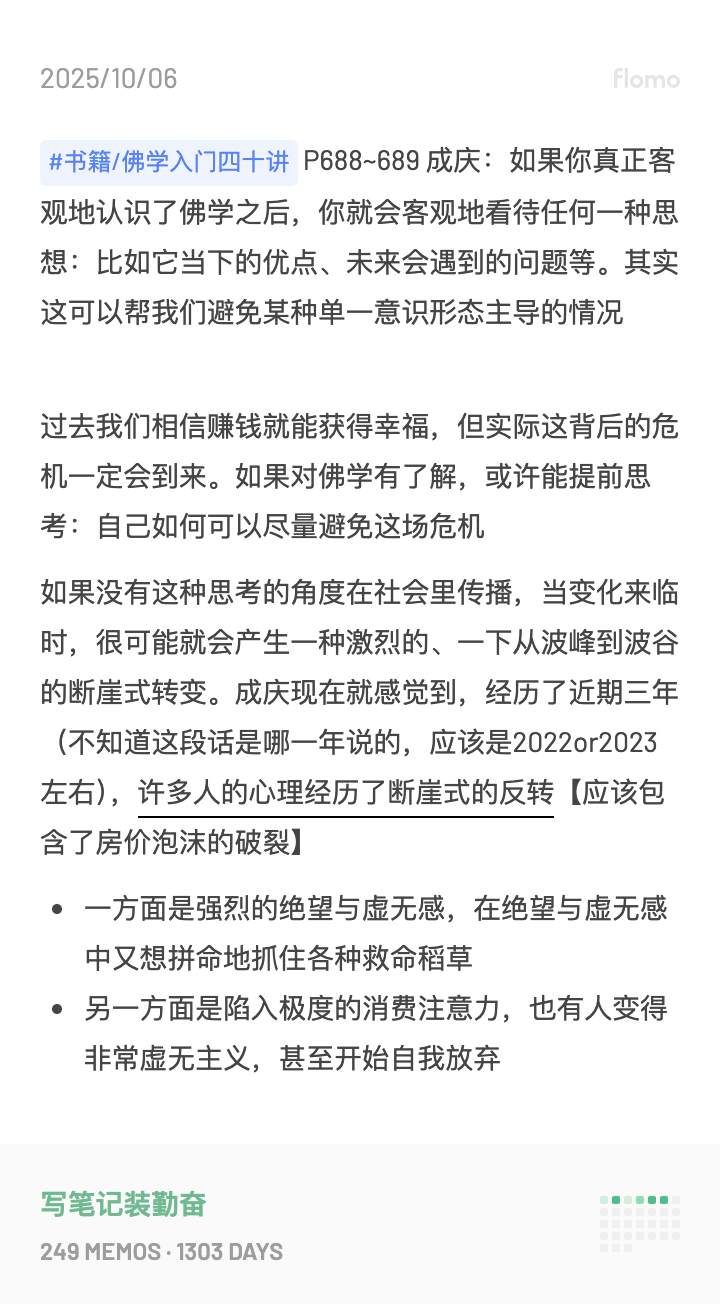 2025/10/06
flomo
#书籍/佛学入门四十讲 P688~689 成庆：如果你真正客
观地认识了佛学之后，你就会客观地看待任何一种思
想：比如它当下的优点、未来会遇到的问题等。其实
这可以帮我们避免某种单一意识形态主导的情况
过去我们相信赚钱就能获得幸福，但实际这背后的危
机一定会到来。如果对佛学有了解，或许能提前思
考：自己如何可以尽量避免这场危机
如果没有这种思考的角度在社会里传播，当变化来临
时，很可能就会产生一种激烈的、一下从波峰到波谷
的断崖式转变。成庆现在就感觉到，经历了近期三年
（不知道这段话是哪一年说的，应该是2022or2023
左右），许多人的心理经历了断崖式的反转【应该包
含了房价泡沫的破裂】
• 一方面是强烈的绝望与虚无感，在绝望与虚无感
中又想拼命地抓住各种救命稻草
• 另一方面是陷入极度的消费注意力，也有人变得
非常虚无主义，甚至开始自我放弃
写笔记装勤奋
249 MEMOS · 1303 DAYS